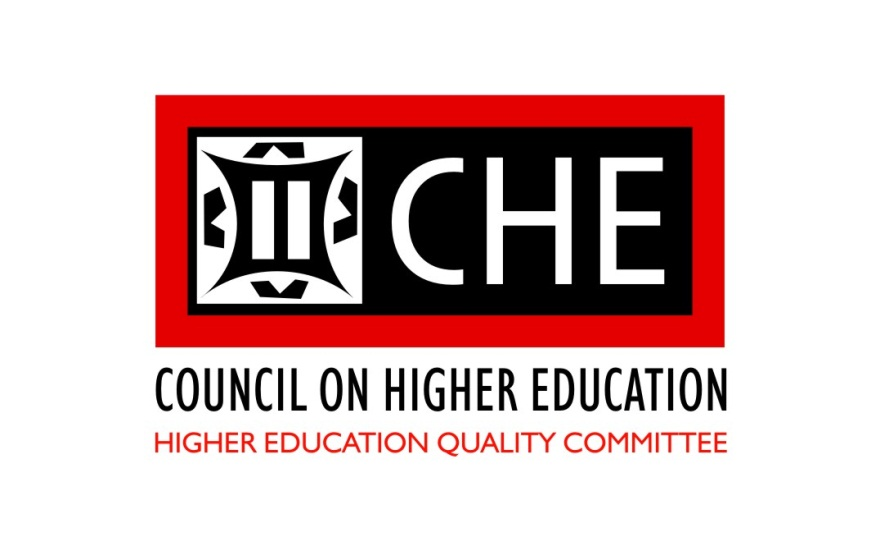 CHE
COUNCIL ON HIGHER EDUCATION
HIGHER EDUCATION QUALITY COMMITTEE